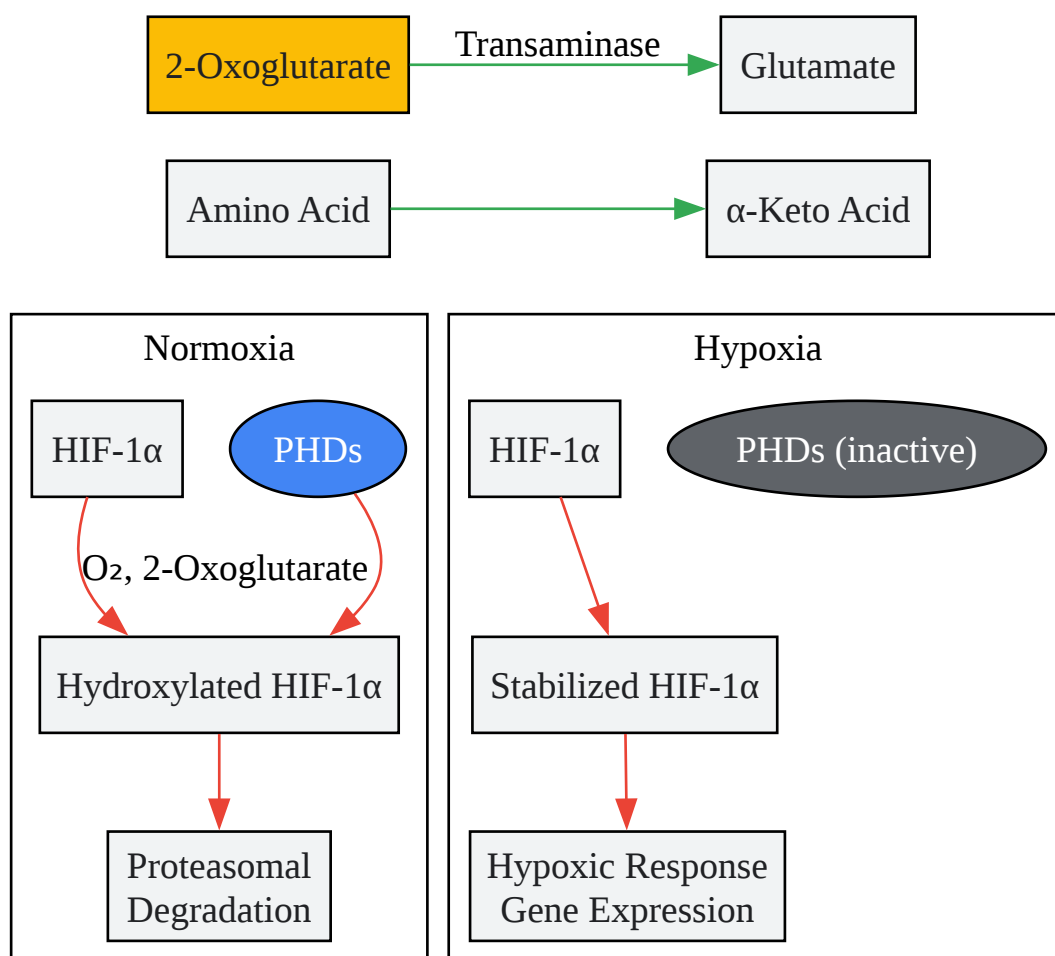 2-Oxoglutarate
Transaminase
Glutamate
Amino Acid
α-Keto Acid
Normoxia
HIF-1α
PHDs
O₂, 2-Oxoglutarate
Hydroxylated HIF-1α
Proteasomal
Degradation
Hypoxia
HIF-1α
PHDs (inactive)
Stabilized HIF-1α
Hypoxic Response
Gene Expression